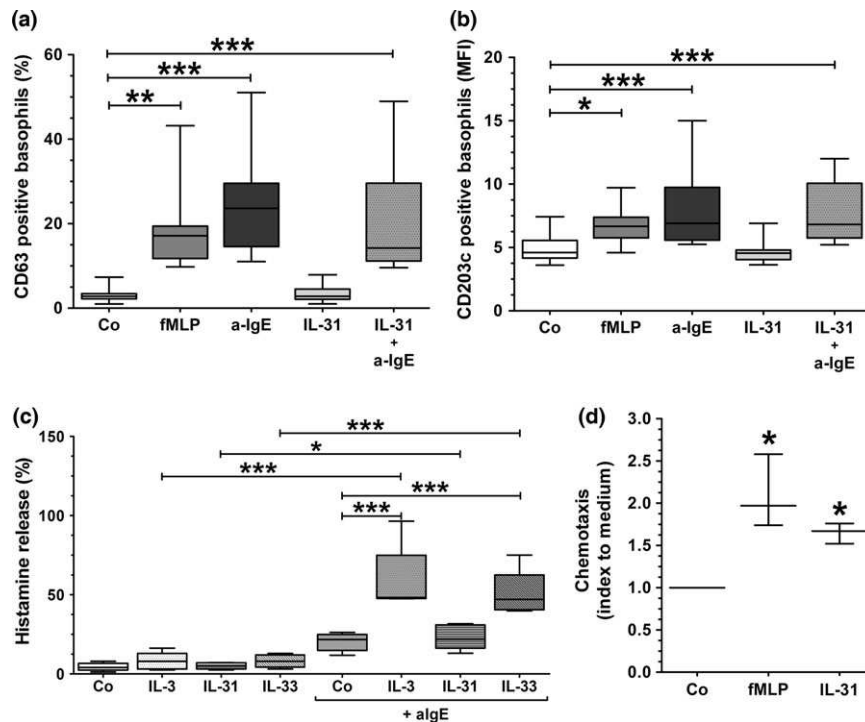 (a)
CD63 positive basophils (%)
60
40
20
0
***
***
**
Co fMLP a-IgE IL-31 IL-31
+
a-IgE
(b)
CD203c positive basophils (MFI)
20
15
10
5
0
***
***
*
Co fMLP a-IgE IL-31 IL-31
+
a-IgE
(c)
Histamine release (%)
150
100
50
0
***
*
***
***
***
Co IL-3 IL-31 IL-33 Co IL-3 IL-31 IL-33
+ aIgE
(d)
Chemotaxis
(index to medium)
3.0
2.5
2.0
1.5
1.0
0.5
0.0
*
*
Co fMLP IL-31